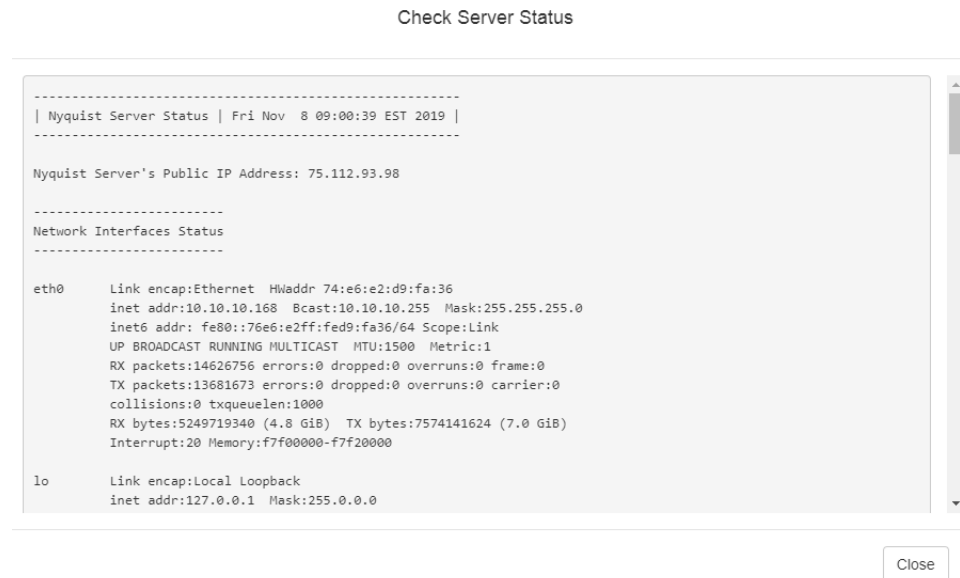 Check Server Status
--------------------------------------------------------
| Nyquist Server Status | Fri Nov  8 09:00:39 EST 2019 |
--------------------------------------------------------
Nyquist Server's Public IP Address: 75.112.93.98
-------------------------
Network Interfaces Status
-------------------------
eth0      Link encap:Ethernet  HWaddr 74:e6:e2:d9:fa:36
          inet addr:10.10.10.168  Bcast:10.10.10.255  Mask:255.255.255.0
          inet6 addr: fe80::76e6:e2ff:fed9:fa36/64 Scope:Link
          UP BROADCAST RUNNING MULTICAST  MTU:1500  Metric:1
          RX packets:14626756 errors:0 dropped:0 overruns:0 frame:0
          TX packets:13681673 errors:0 dropped:0 overruns:0 carrier:0
          collisions:0 txqueuelen:1000
          RX bytes:5249719340 (4.8 GiB)  TX bytes:7574141624 (7.0 GiB)
          Interrupt:20 Memory:f7f00000-f7f20000
lo        Link encap:Local Loopback
          inet addr:127.0.0.1  Mask:255.0.0.0
Close